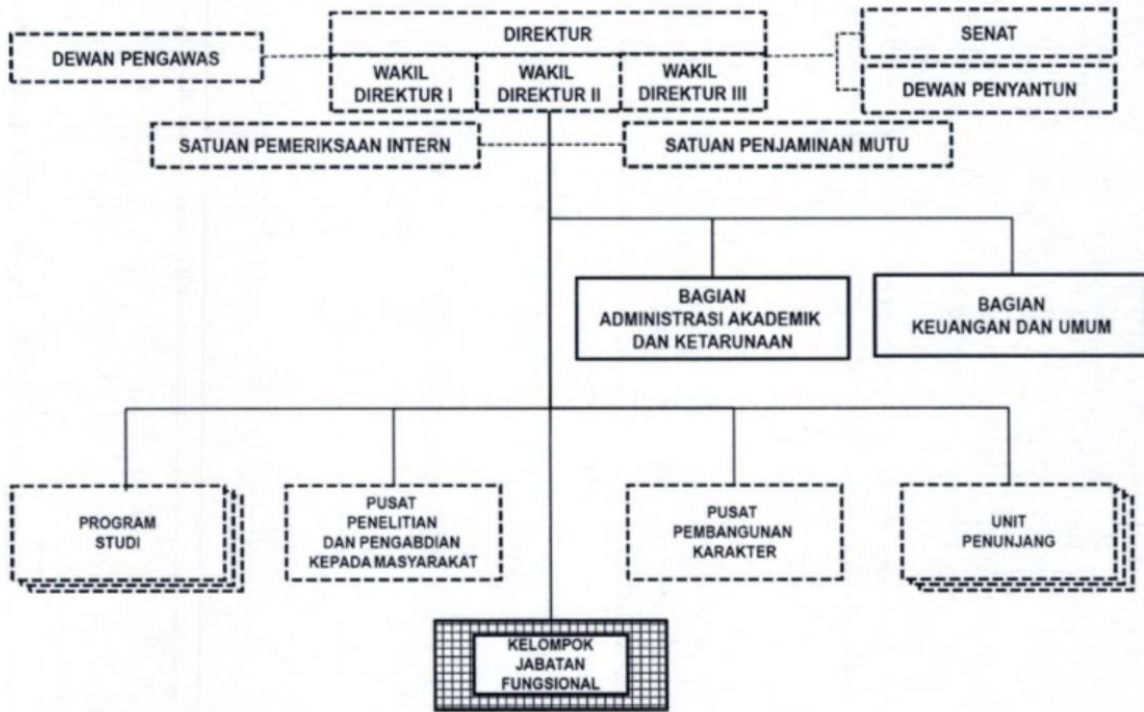 DIREKTUR
SENAT
DEWAN PENGAWAS
WAKIL
DIREKTUR I
WAKIL
DIREKTUR II
WAKIL
DIREKTUR III
DEWAN PENYANTUN
SATUAN PEMERIKSAAN INTERN
SATUAN PENJAMINAN MUTU
BAGIAN
ADMINISTRASI AKADEMIK
DAN KETARUNAAN
BAGIAN
KEUANGAN DAN UMUM
PROGRAM
STUDI
PUSAT
PENELITIAN
DAN PENGABDIAN
KEPADA MASYARAKAT
PUSAT
PEMBANGUNAN
KARAKTER
UNIT
PENUNJANG
KELOMPOK
JABATAN
FUNGSIONAL